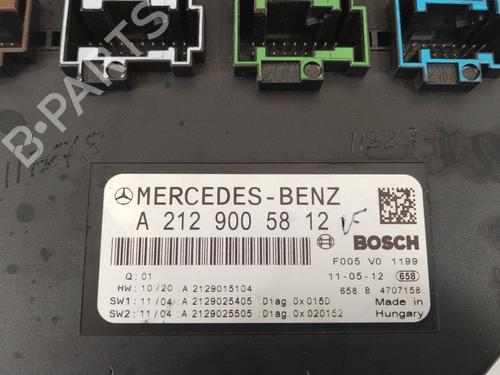 B-PARTS
11329
MERCEDES-BENZ
A 212 900 58 12
BOSCH
Q: 01
F005 V0 1199
HW: 10/20 : A 2129015104
11-05-12 658
SW1: 11/04 : A 2129025405 : Diag.0x015D
658 B 4707158
SW2: 11/04 : A 2129025505 : Diag.0x020152
Made in
Hungary